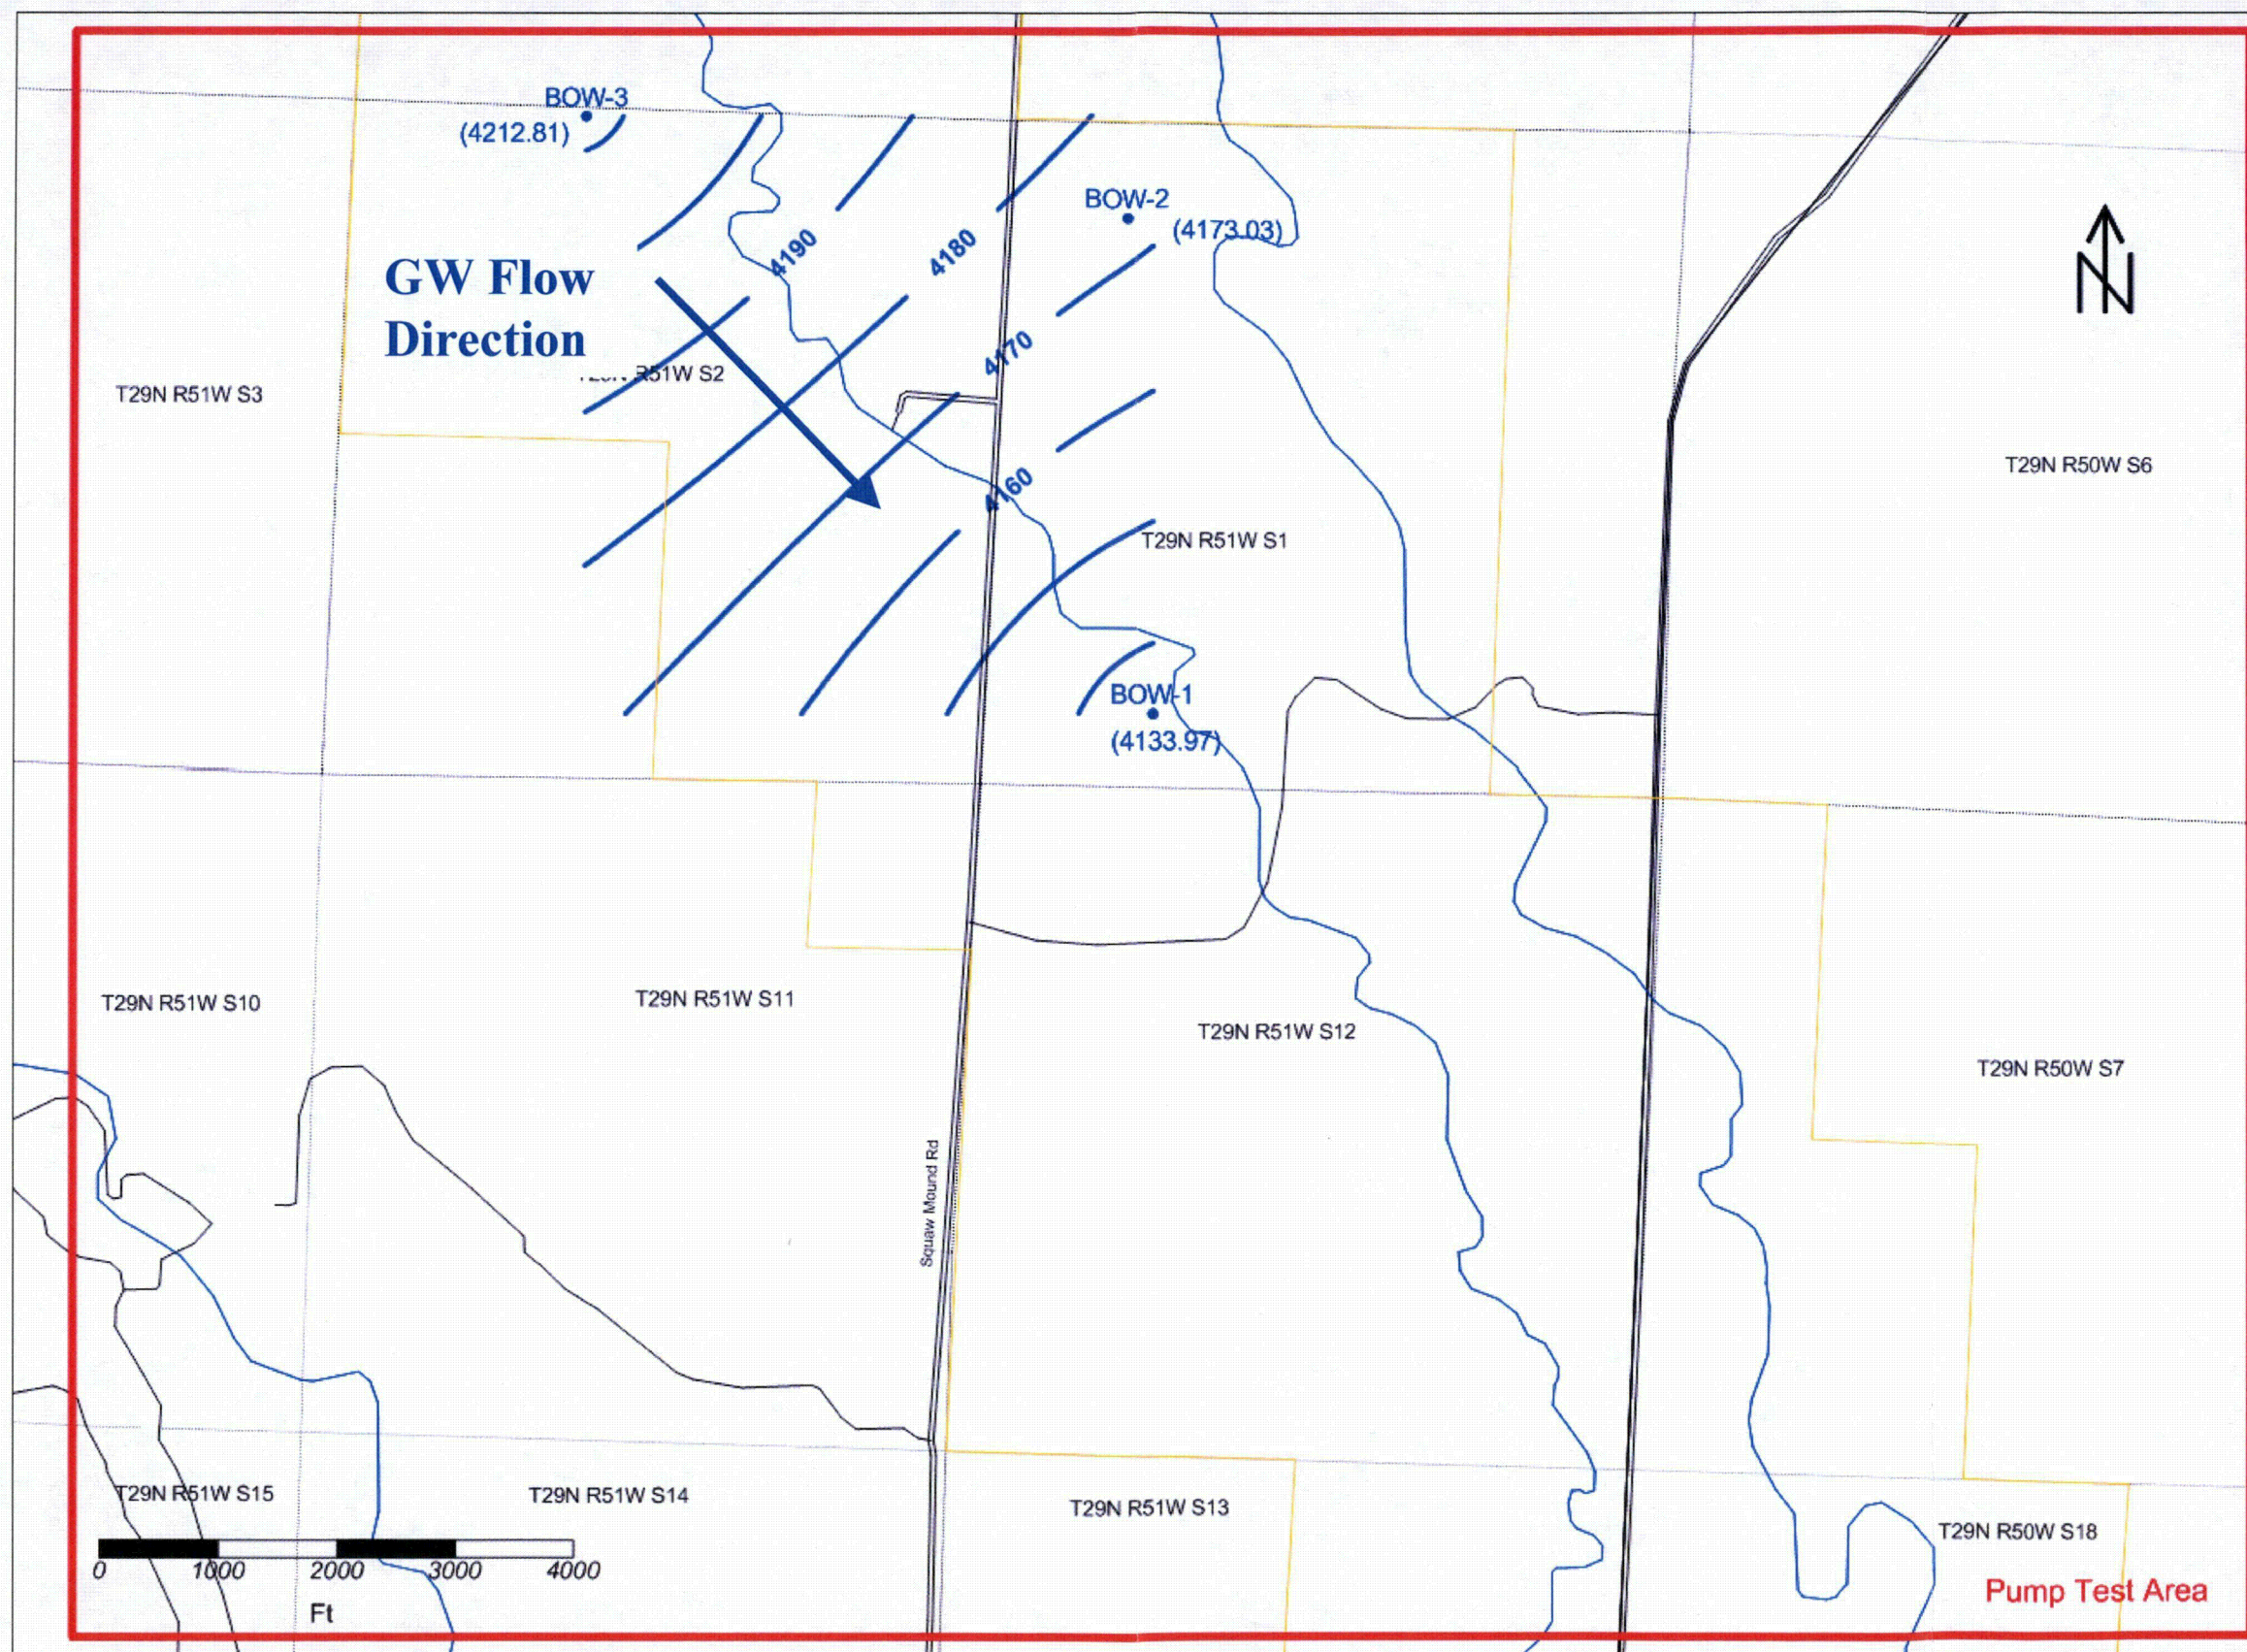 BOW-3
(4212.81)
BOW-2
(4173.03)
4190
4180
GW Flow
Direction
4170
R51W S2
T29N R51W S3
T29N R50W S6
4160
T29N R51W S1
BOW-1
(4133.97)
T29N R51W S10
T29N R51W S11
T29N R51W S12
T29N R50W S7
Squaw Mound Rd
T29N R51W S15
T29N R51W S14
T29N R51W S13
T29N R50W S18
0 1000 2000 3000 4000
Ft
Pump Test Area
N